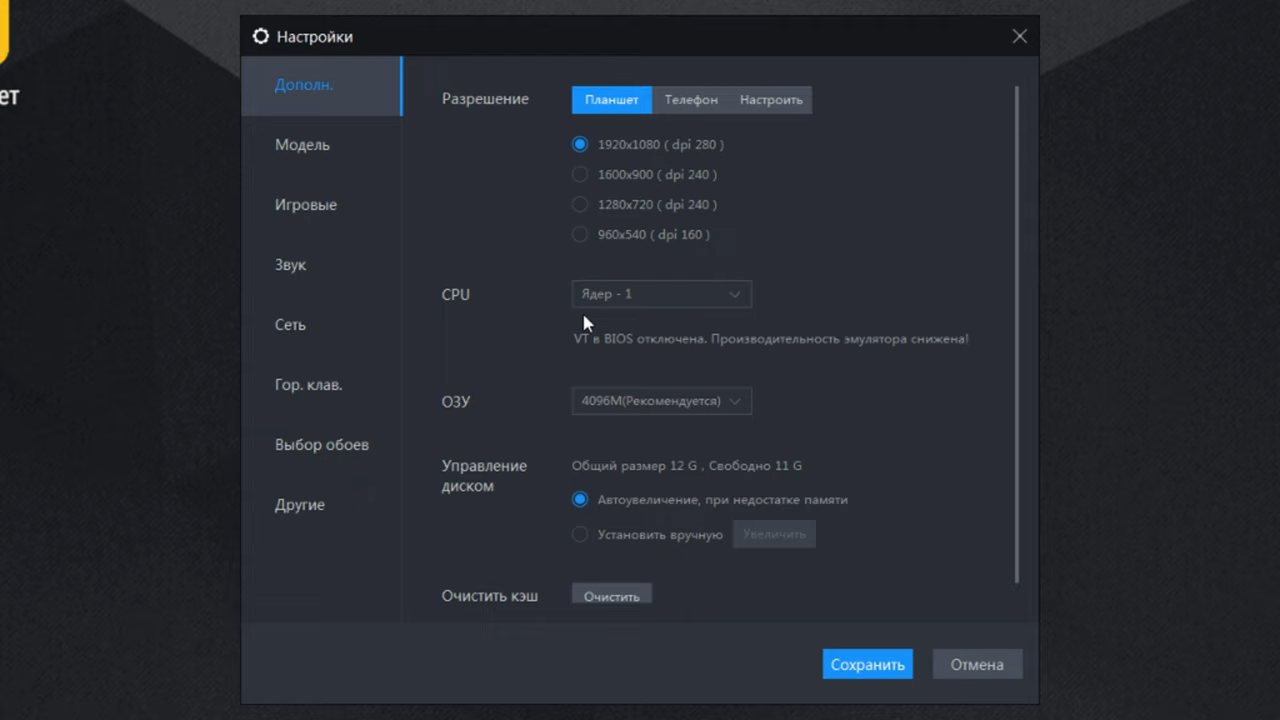 ет
Настройки
Дополн.
Модель
Игровые
Звук
Сеть
Гор. клав.
Выбор обоев
Другие
Разрешение
Планшет Телефон Настроить
1920x1080 ( dpi 280 )
1600x900 ( dpi 240 )
1280x720 ( dpi 240 )
960x540 ( dpi 160 )
CPU
Ядер - 1
VT в BIOS отключена. Производительность эмулятора снижена!
ОЗУ
4096M(Рекомендуется)
Управление
диском
Общий размер 12 G , Свободно 11 G
Автоувеличение, при недостатке памяти
Установить вручную Увеличить
Очистить кэш Очистить
Сохранить Отмена